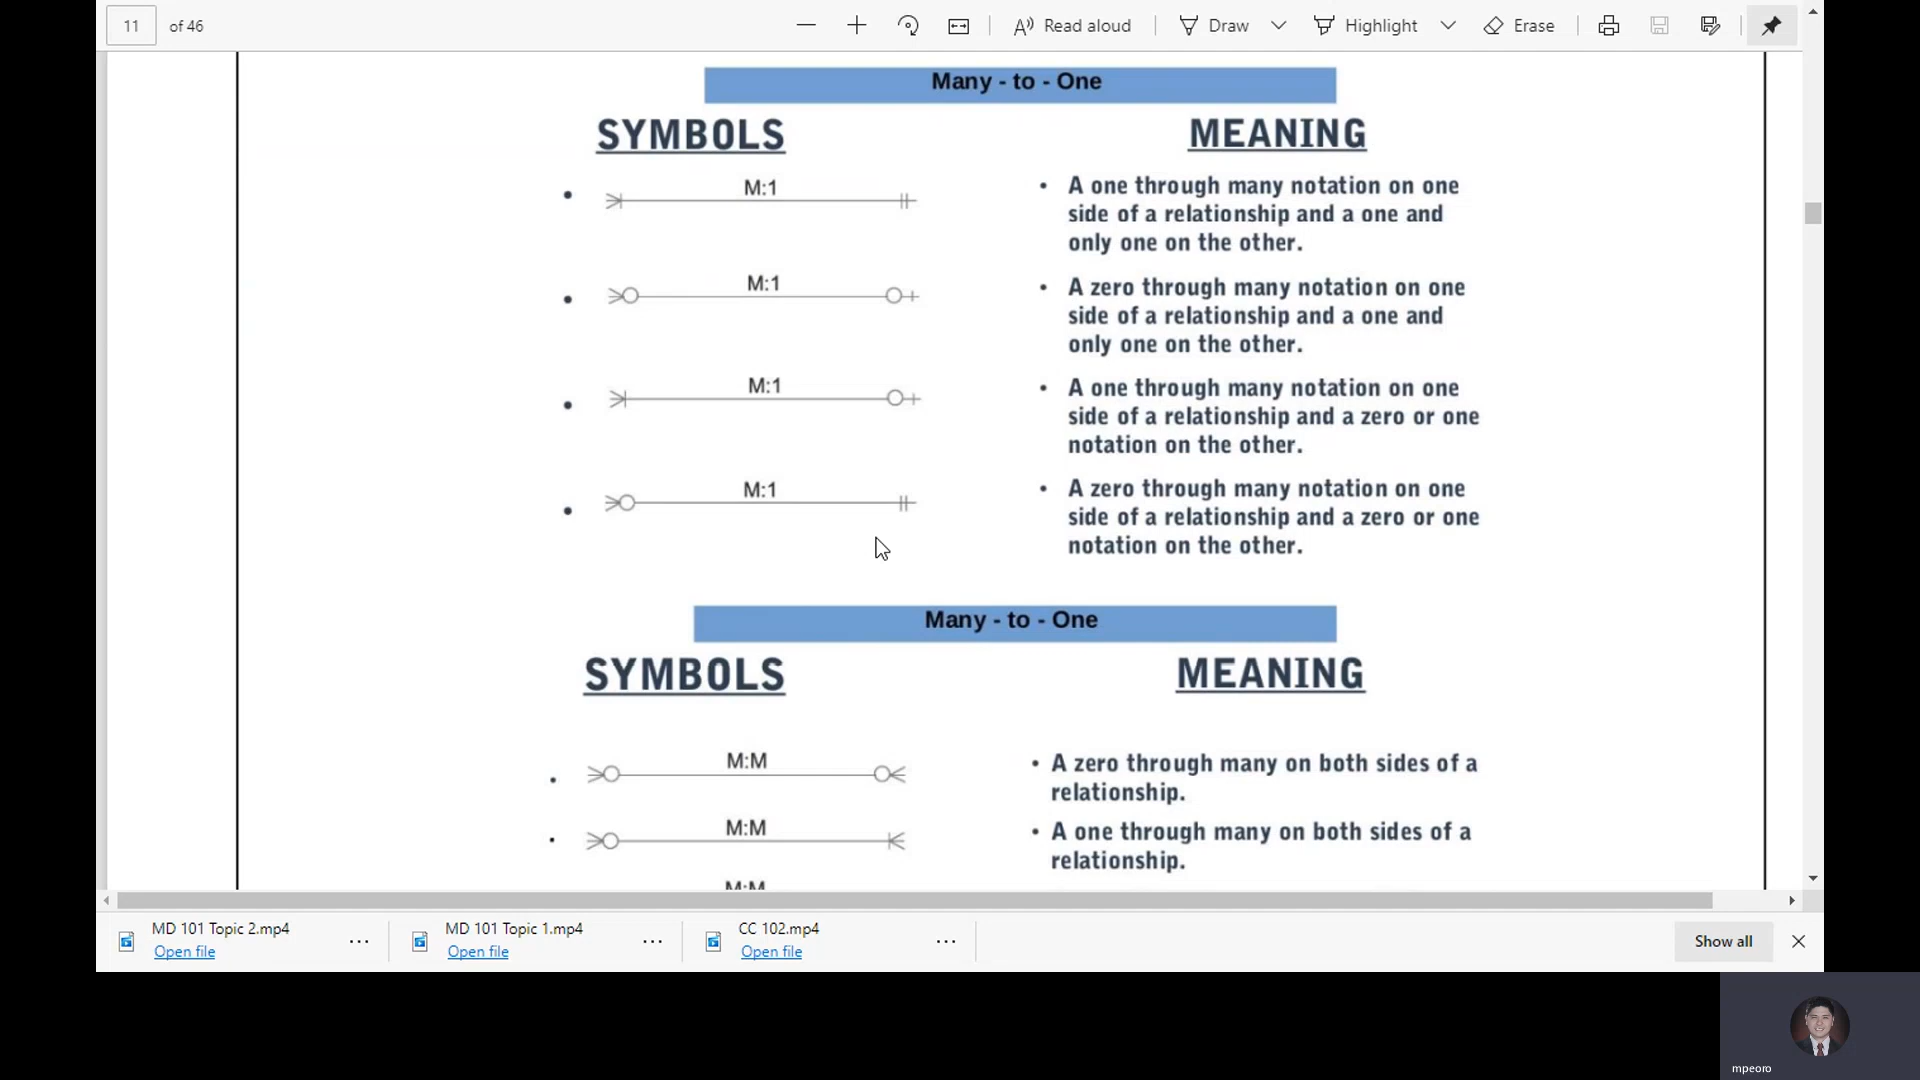 11 of 46 Read aloud Draw Highlight Erase
Many - to - One
SYMBOLS MEANING
M:1
• A one through many notation on one
side of a relationship and a one and
only one on the other.
M:1
• A zero through many notation on one
side of a relationship and a one and
only one on the other.
M:1
• A one through many notation on one
side of a relationship and a zero or one
notation on the other.
M:1
• A zero through many notation on one
side of a relationship and a zero or one
notation on the other.
Many - to - One
SYMBOLS MEANING
M:M
• A zero through many on both sides of a
relationship.
M:M
• A one through many on both sides of a
relationship.
M:M
MD 101 Topic 2.mp4 MD 101 Topic 1.mp4 CC 102.mp4
Open file Open file Open file
Show all
mpeoro